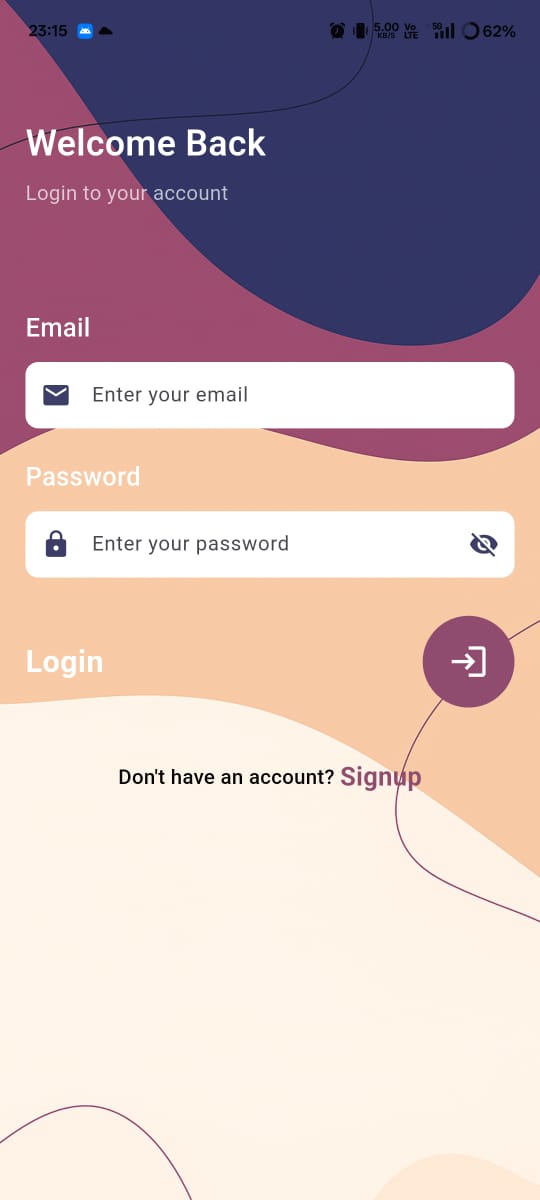 23:15 5.00 KB/S Vo LTE 5G 62%
Welcome Back
Login to your account
Email
Enter your email
Password
Enter your password
Login
Don't have an account? Signup